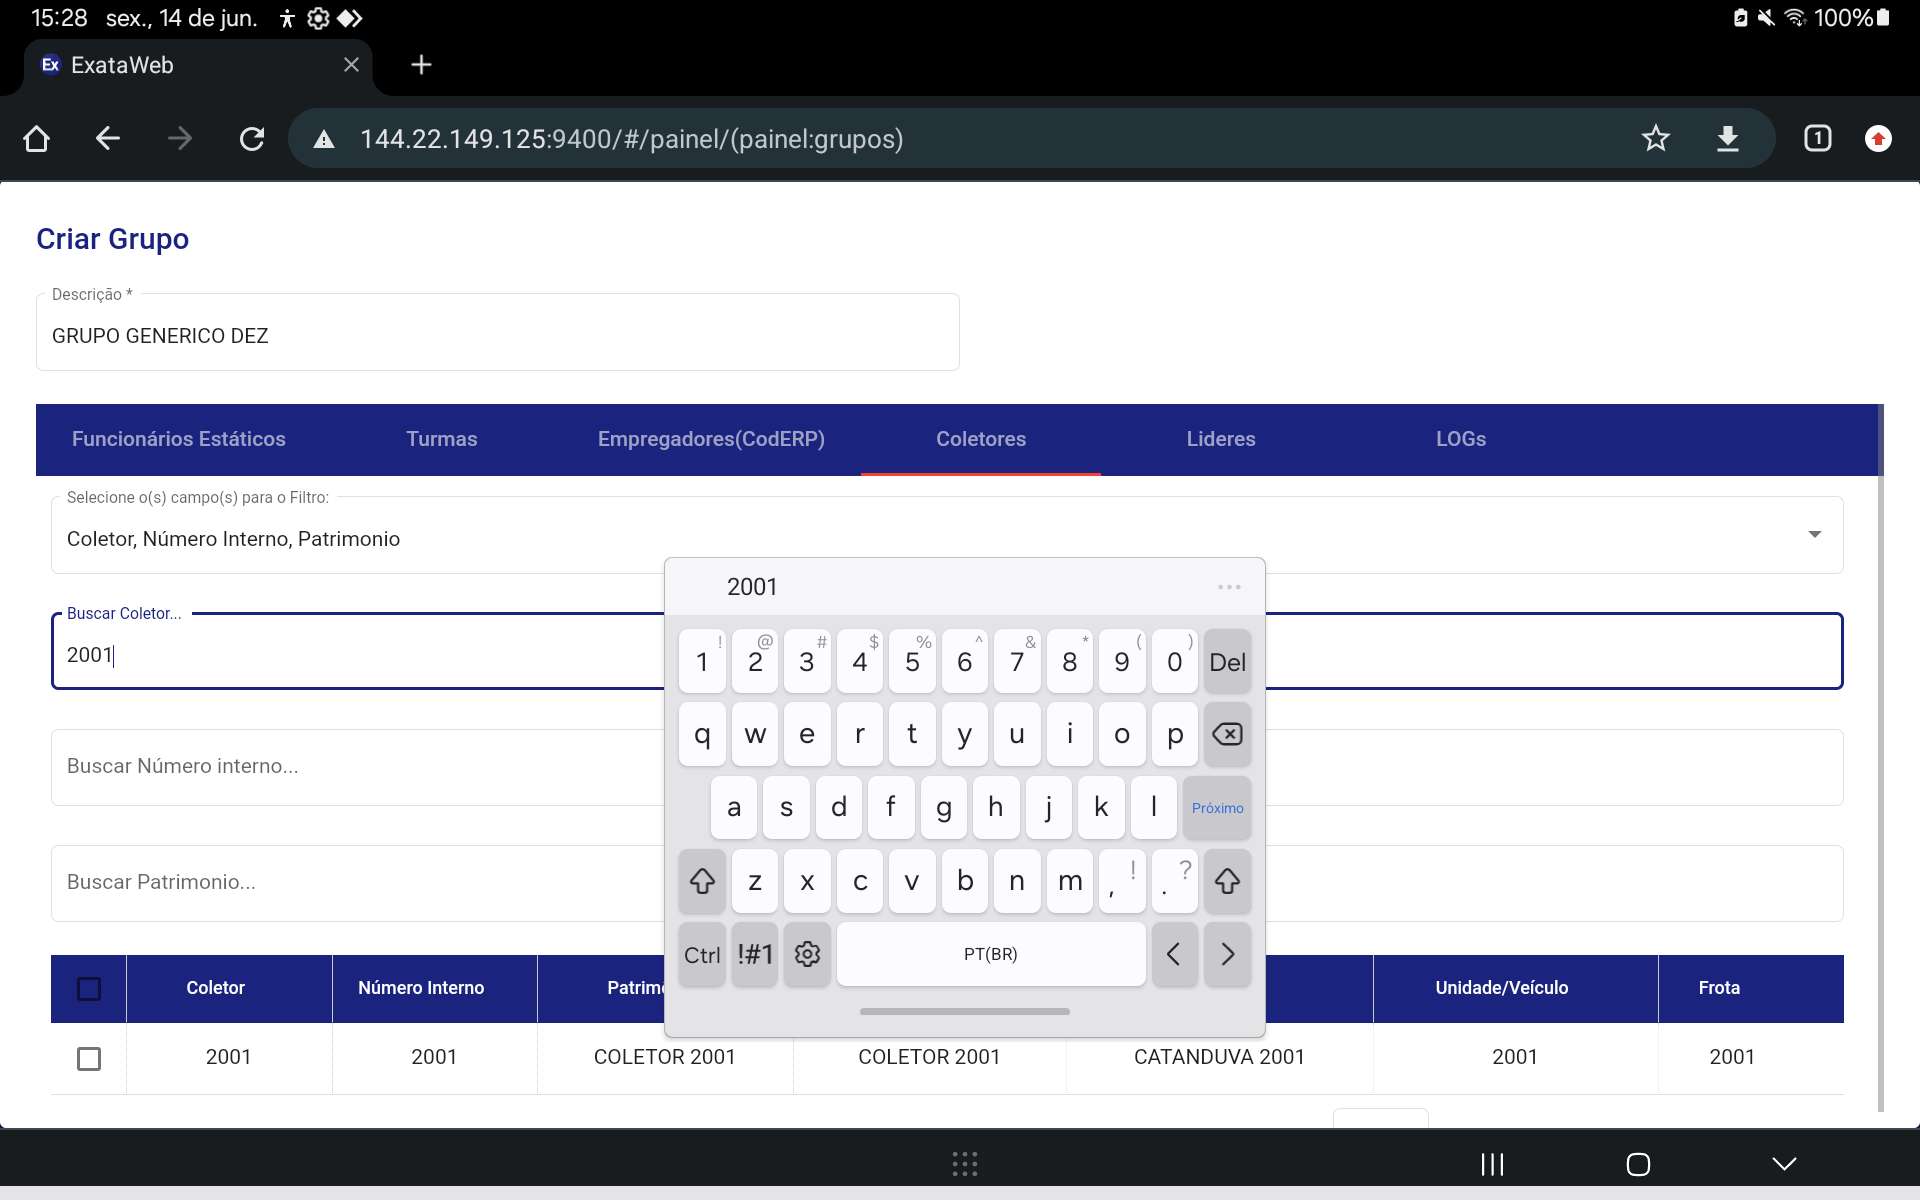 15:28 sex., 14 de jun. 100%
Ex ExataWeb
144.22.149.125:9400/#/painel/(painel:grupos) 1
Criar Grupo
Descrição *
GRUPO GENERICO DEZ
Funcionários Estáticos Turmas Empregadores(CodERP) Coletores Lideres LOGs
Selecione o(s) campo(s) para o Filtro:
Coletor, Número Interno, Patrimonio
Buscar Coletor...
2001
Buscar Número interno...
Buscar Patrimonio...
2001 ...
! @ # $ % ^ & * ( )
1 2 3 4 5 6 7 8 9 0 Del
q w e r t y u i o p
a s d f g h j k l Próximo
z x c v b n m , ! . ?
Ctrl !#1 PT(BR) < >
Coletor Número Interno Patrim Unidade/Veículo Frota
2001 2001 COLETOR 2001 COLETOR 2001 CATANDUVA 2001 2001 2001